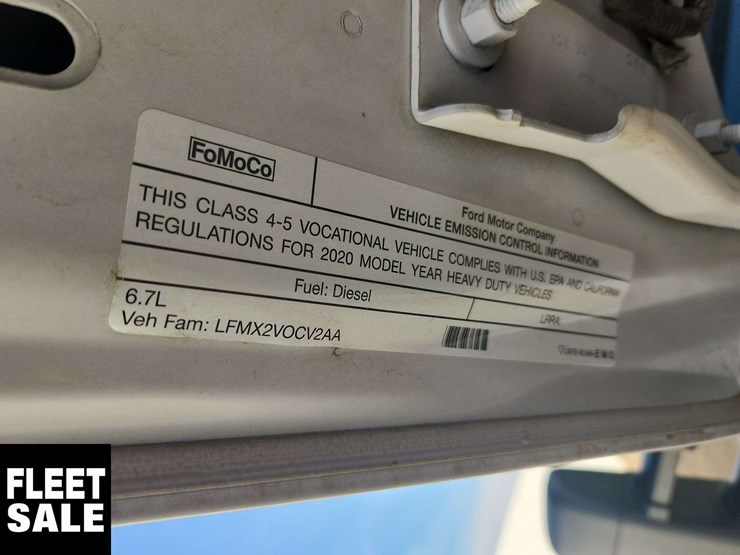 FoMoCo
Ford Motor Company
VEHICLE EMISSION CONTROL INFORMATION
THIS CLASS 4-5 VOCATIONAL VEHICLE COMPLIES WITH U.S. EPA AND CALIFORNIA
REGULATIONS FOR 2020 MODEL YEAR HEAVY DUTY VEHICLES
Fuel: Diesel
6.7L
Veh Fam: LFMX2VOCV2AA
FLEET
SALE